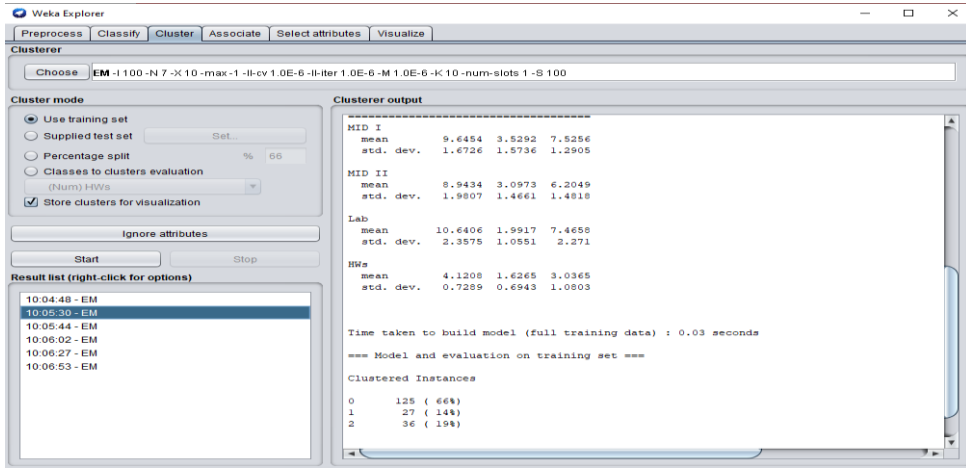 Weka Explorer
Preprocess Classify Cluster Associate Select attributes Visualize
Clusterer
Choose EM -I 100 -N 7 -X 10 -max -1 -ll-cv 1.0E-6 -ll-iter 1.0E-6 -M 1.0E-6 -K 10 -num-slots 1 -S 100
Cluster mode
Use training set
Supplied test set Set...
Percentage split % 66
Classes to clusters evaluation
(Num) HWs
Store clusters for visualization
Ignore attributes
Start Stop
Result list (right-click for options)
10:04:48 - EM
10:05:30 - EM
10:05:44 - EM
10:06:02 - EM
10:06:27 - EM
10:06:53 - EM
Clusterer output
====================================
MID I
mean 9.6454 3.5292 7.5256
std. dev. 1.6726 1.5736 1.2905
MID II
mean 8.9434 3.0973 6.2049
std. dev. 1.9807 1.4661 1.4818
Lab
mean 10.6406 1.9917 7.4658
std. dev. 2.3575 1.0551 2.271
HWs
mean 4.1208 1.6265 3.0365
std. dev. 0.7289 0.6943 1.0803
Time taken to build model (full training data) : 0.03 seconds
=== Model and evaluation on training set ===
Clustered Instances
0 125 ( 66%)
1 27 ( 14%)
2 36 ( 19%)